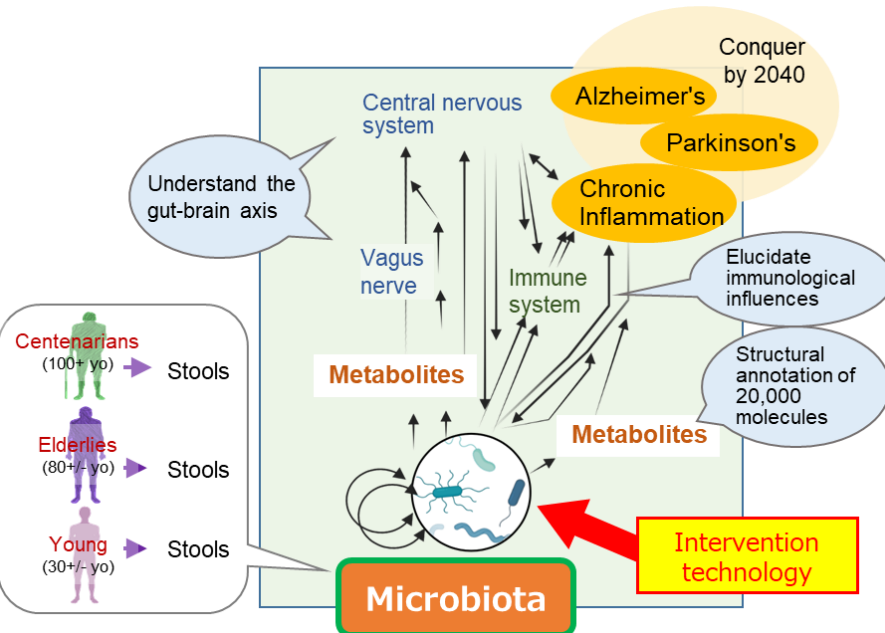 Conquer
by 2040
Alzheimer's
Parkinson's
Chronic
Inflammation
Central nervous
system
Understand the
gut-brain axis
Vagus
nerve
Immune
system
Elucidate
immunological
influences
Metabolites
Structural
annotation of
20,000
molecules
Metabolites
Centenarians
(100+ yo)
Stools
Elderlies
(80+/- yo)
Stools
Young
(30+/- yo)
Stools
Intervention
technology
Microbiota